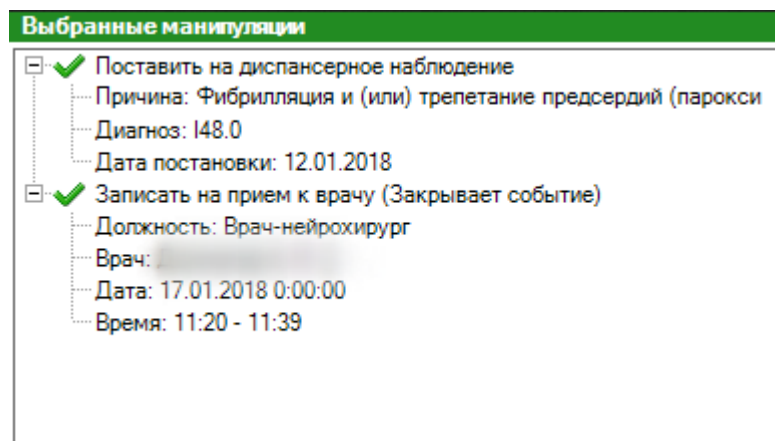 Выбранные манипуляции
Поставить на диспансерное наблюдение
Причина: Фибрилляция и (или) трепетание предсердий (парокси
Диагноз: I48.0
Дата постановки: 12.01.2018
Записать на прием к врачу (Закрывает событие)
Должность: Врач-нейрохирург
Врач:
Дата: 17.01.2018 0:00:00
Время: 11:20 - 11:39